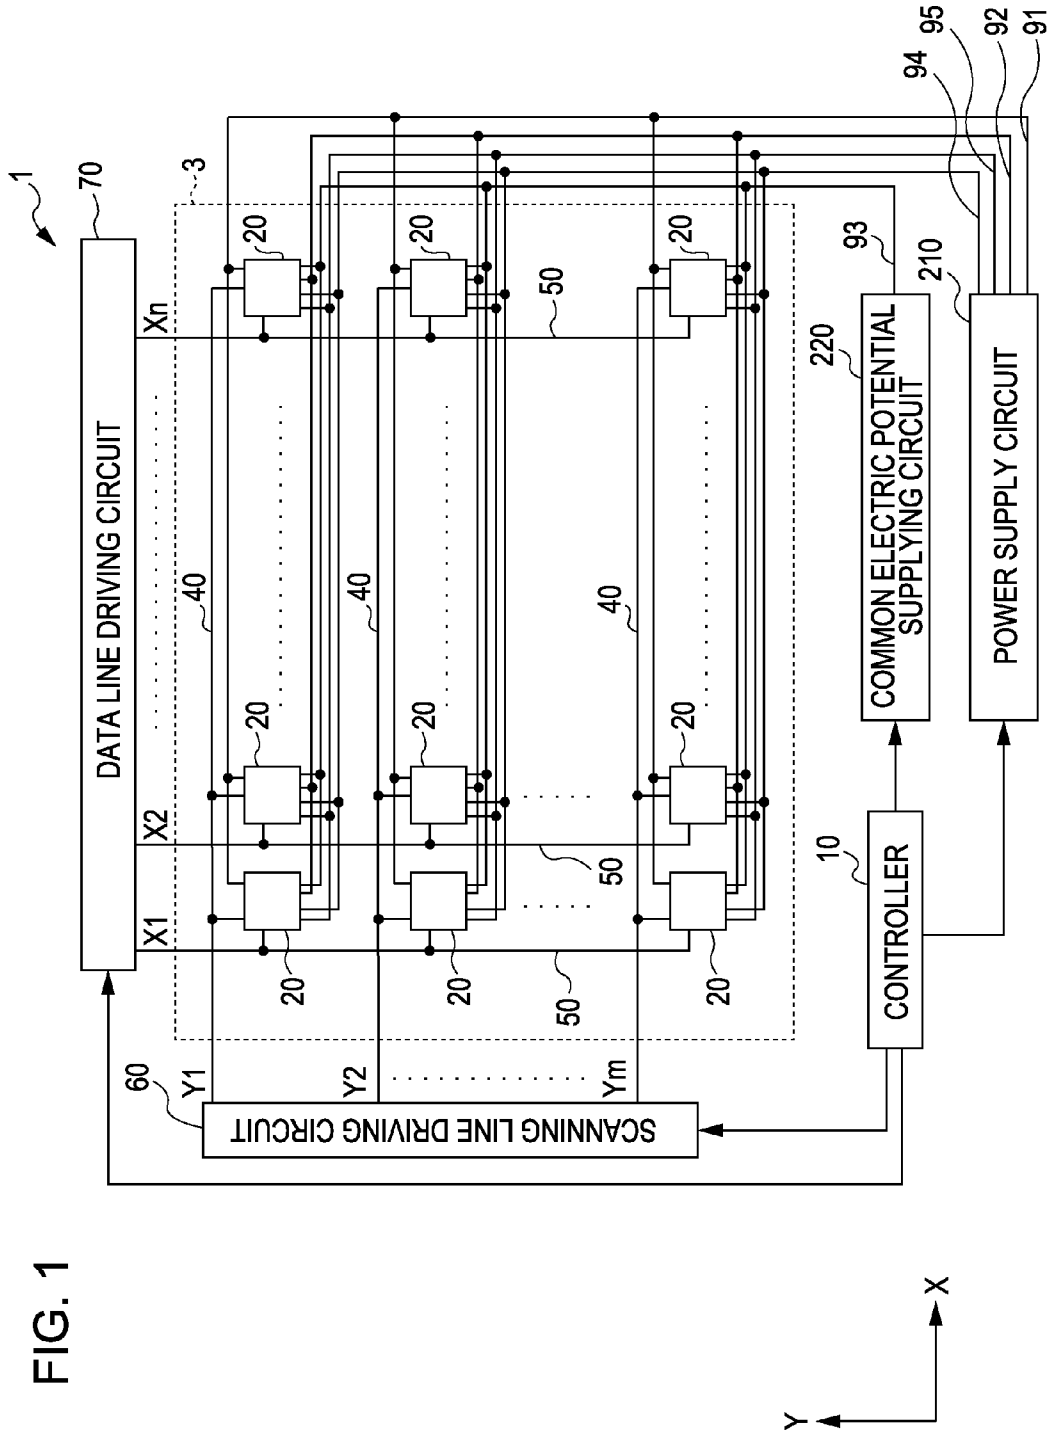 FIG. 1
1
70
DATA LINE DRIVING CIRCUIT
X1
X2
Xn
3
60
SCANNING LINE DRIVING CIRCUIT
Y1
40
20
20
20
Y2
40
20
20
20
50
50
50
Ym
40
20
20
20
10
CONTROLLER
220
COMMON ELECTRIC POTENTIAL
SUPPLYING CIRCUIT
93
210
POWER SUPPLY CIRCUIT
94
95
92
91
Y
X